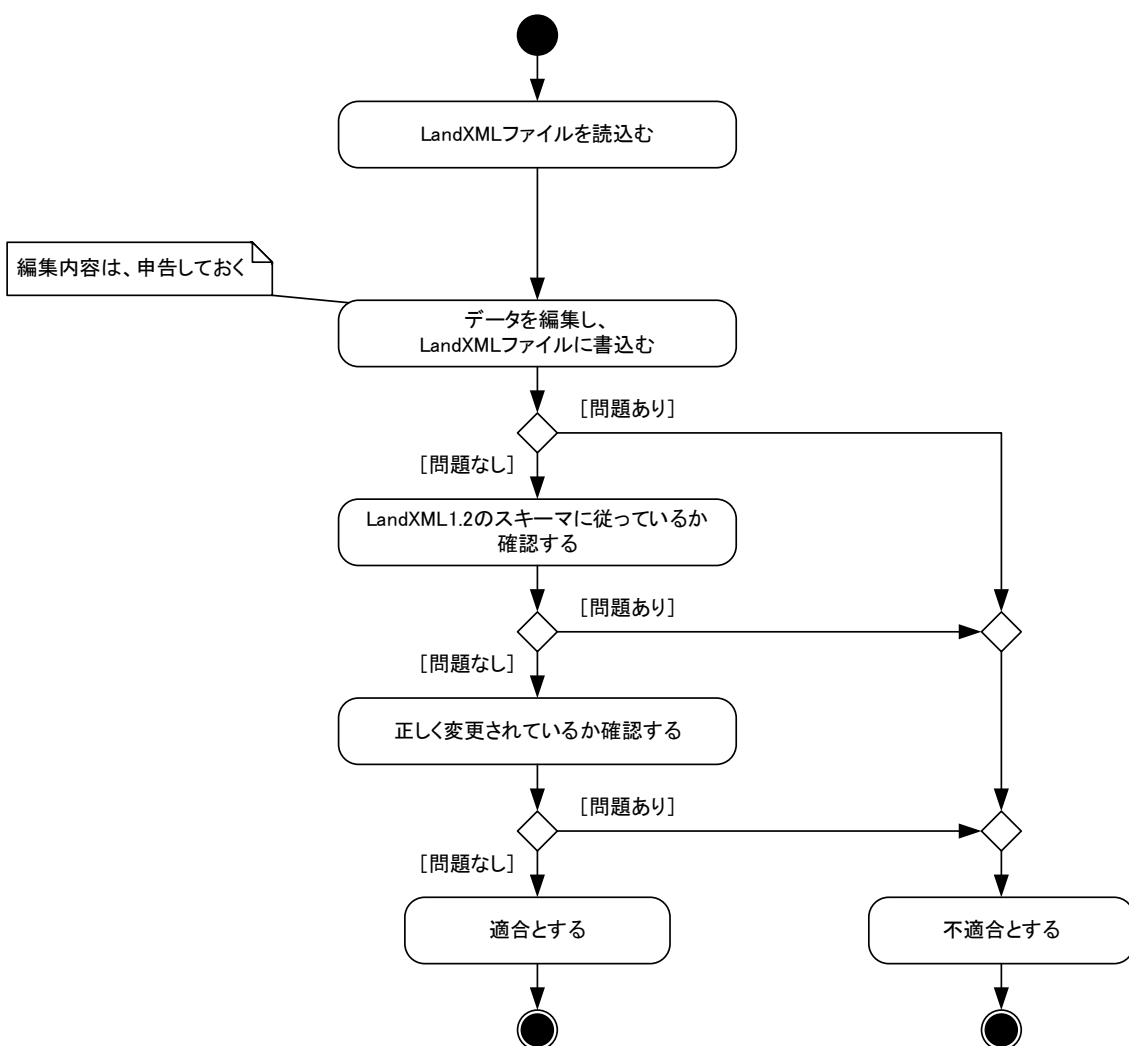 LandXMLファイルを読込む
編集内容は、申告しておく
データを編集し、
LandXMLファイルに書込む
[問題あり]
[問題なし]
LandXML1.2のスキーマに従っているか
確認する
[問題あり]
[問題なし]
正しく変更されているか確認する
[問題あり]
[問題なし]
適合とする
不適合とする